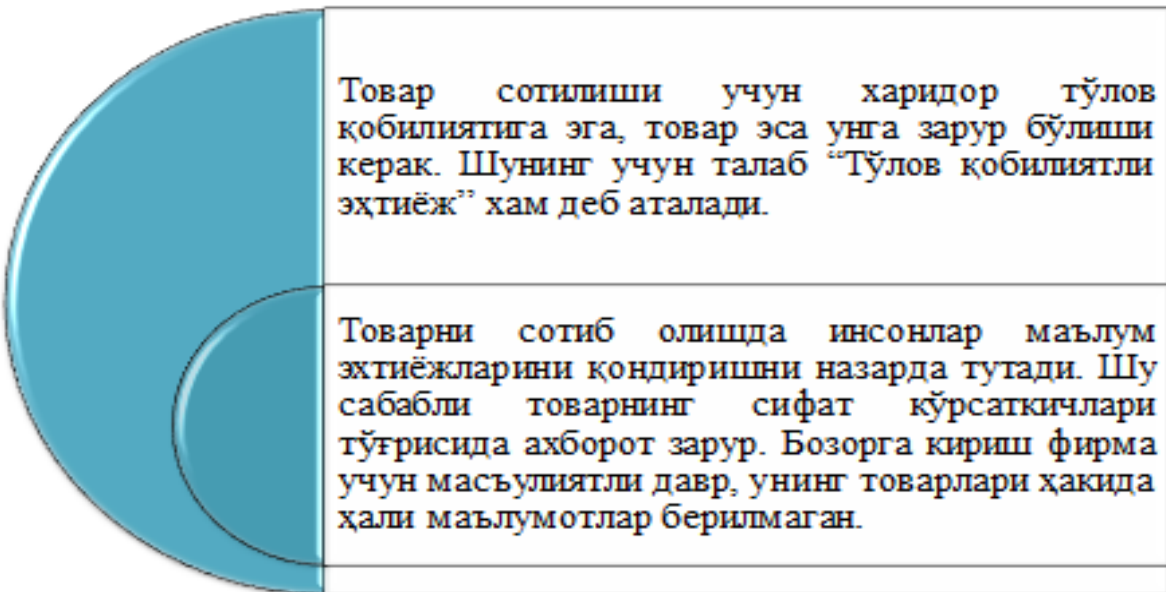 Товар сотилиши учун харидор тўлов
қобилиятига эга, товар эса унга зарур бўлиши
керак. Шунинг учун талаб “Тўлов қобилиятли
эҳтиёж” хам деб аталади.
Товарни сотиб олишда инсонлар маълум
эхтиёжларини қондиришни назарда тутади. Шу
сабабли товарнинг сифат кўрсаткичлари
тўғрисида ахборот зарур. Бозорга кириш фирма
учун масъулиятли давр, унинг товарлари ҳакида
ҳали маълумотлар берилмаган.